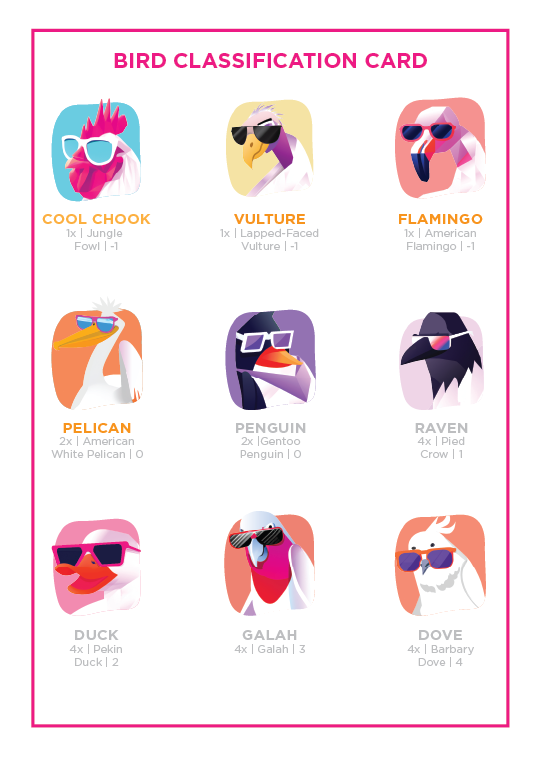 BIRD CLASSIFICATION CARD
COOL CHOOK
1x | Jungle
Fowl | -1
VULTURE
1x | Lapped-Faced
Vulture | -1
FLAMINGO
1x | American
Flamingo | -1
PELICAN
2x | American
White Pelican | 0
PENGUIN
2x |Gentoo
Penguin | 0
RAVEN
4x | Pied
Crow | 1
DUCK
4x | Pekin
Duck | 2
GALAH
4x | Galah | 3
DOVE
4x | Barbary
Dove | 4